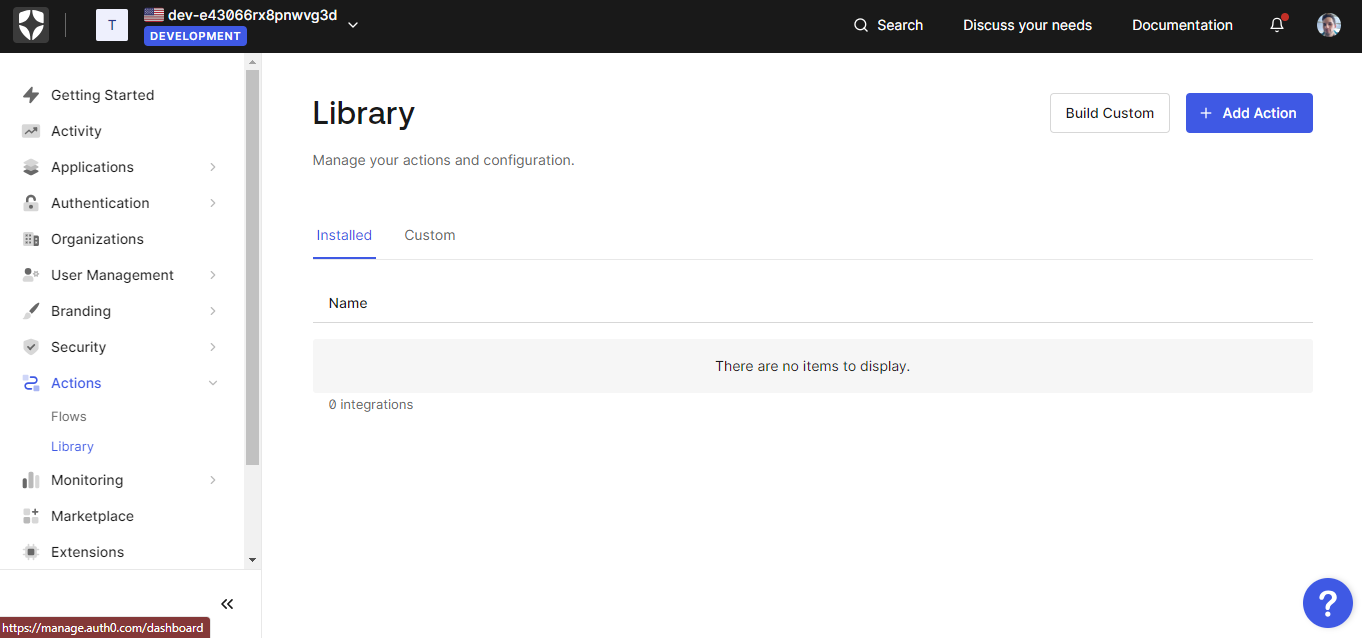 T
dev-e43066rx8pnwvg3d
DEVELOPMENT
Search
Discuss your needs
Documentation
Getting Started
Activity
Applications
Authentication
Organizations
User Management
Branding
Security
Actions
Flows
Library
Monitoring
Marketplace
Extensions
https://manage.auth0.com/dashboard
Library
Build Custom
+ Add Action
Manage your actions and configuration.
Installed
Custom
Name
There are no items to display.
0 integrations
?